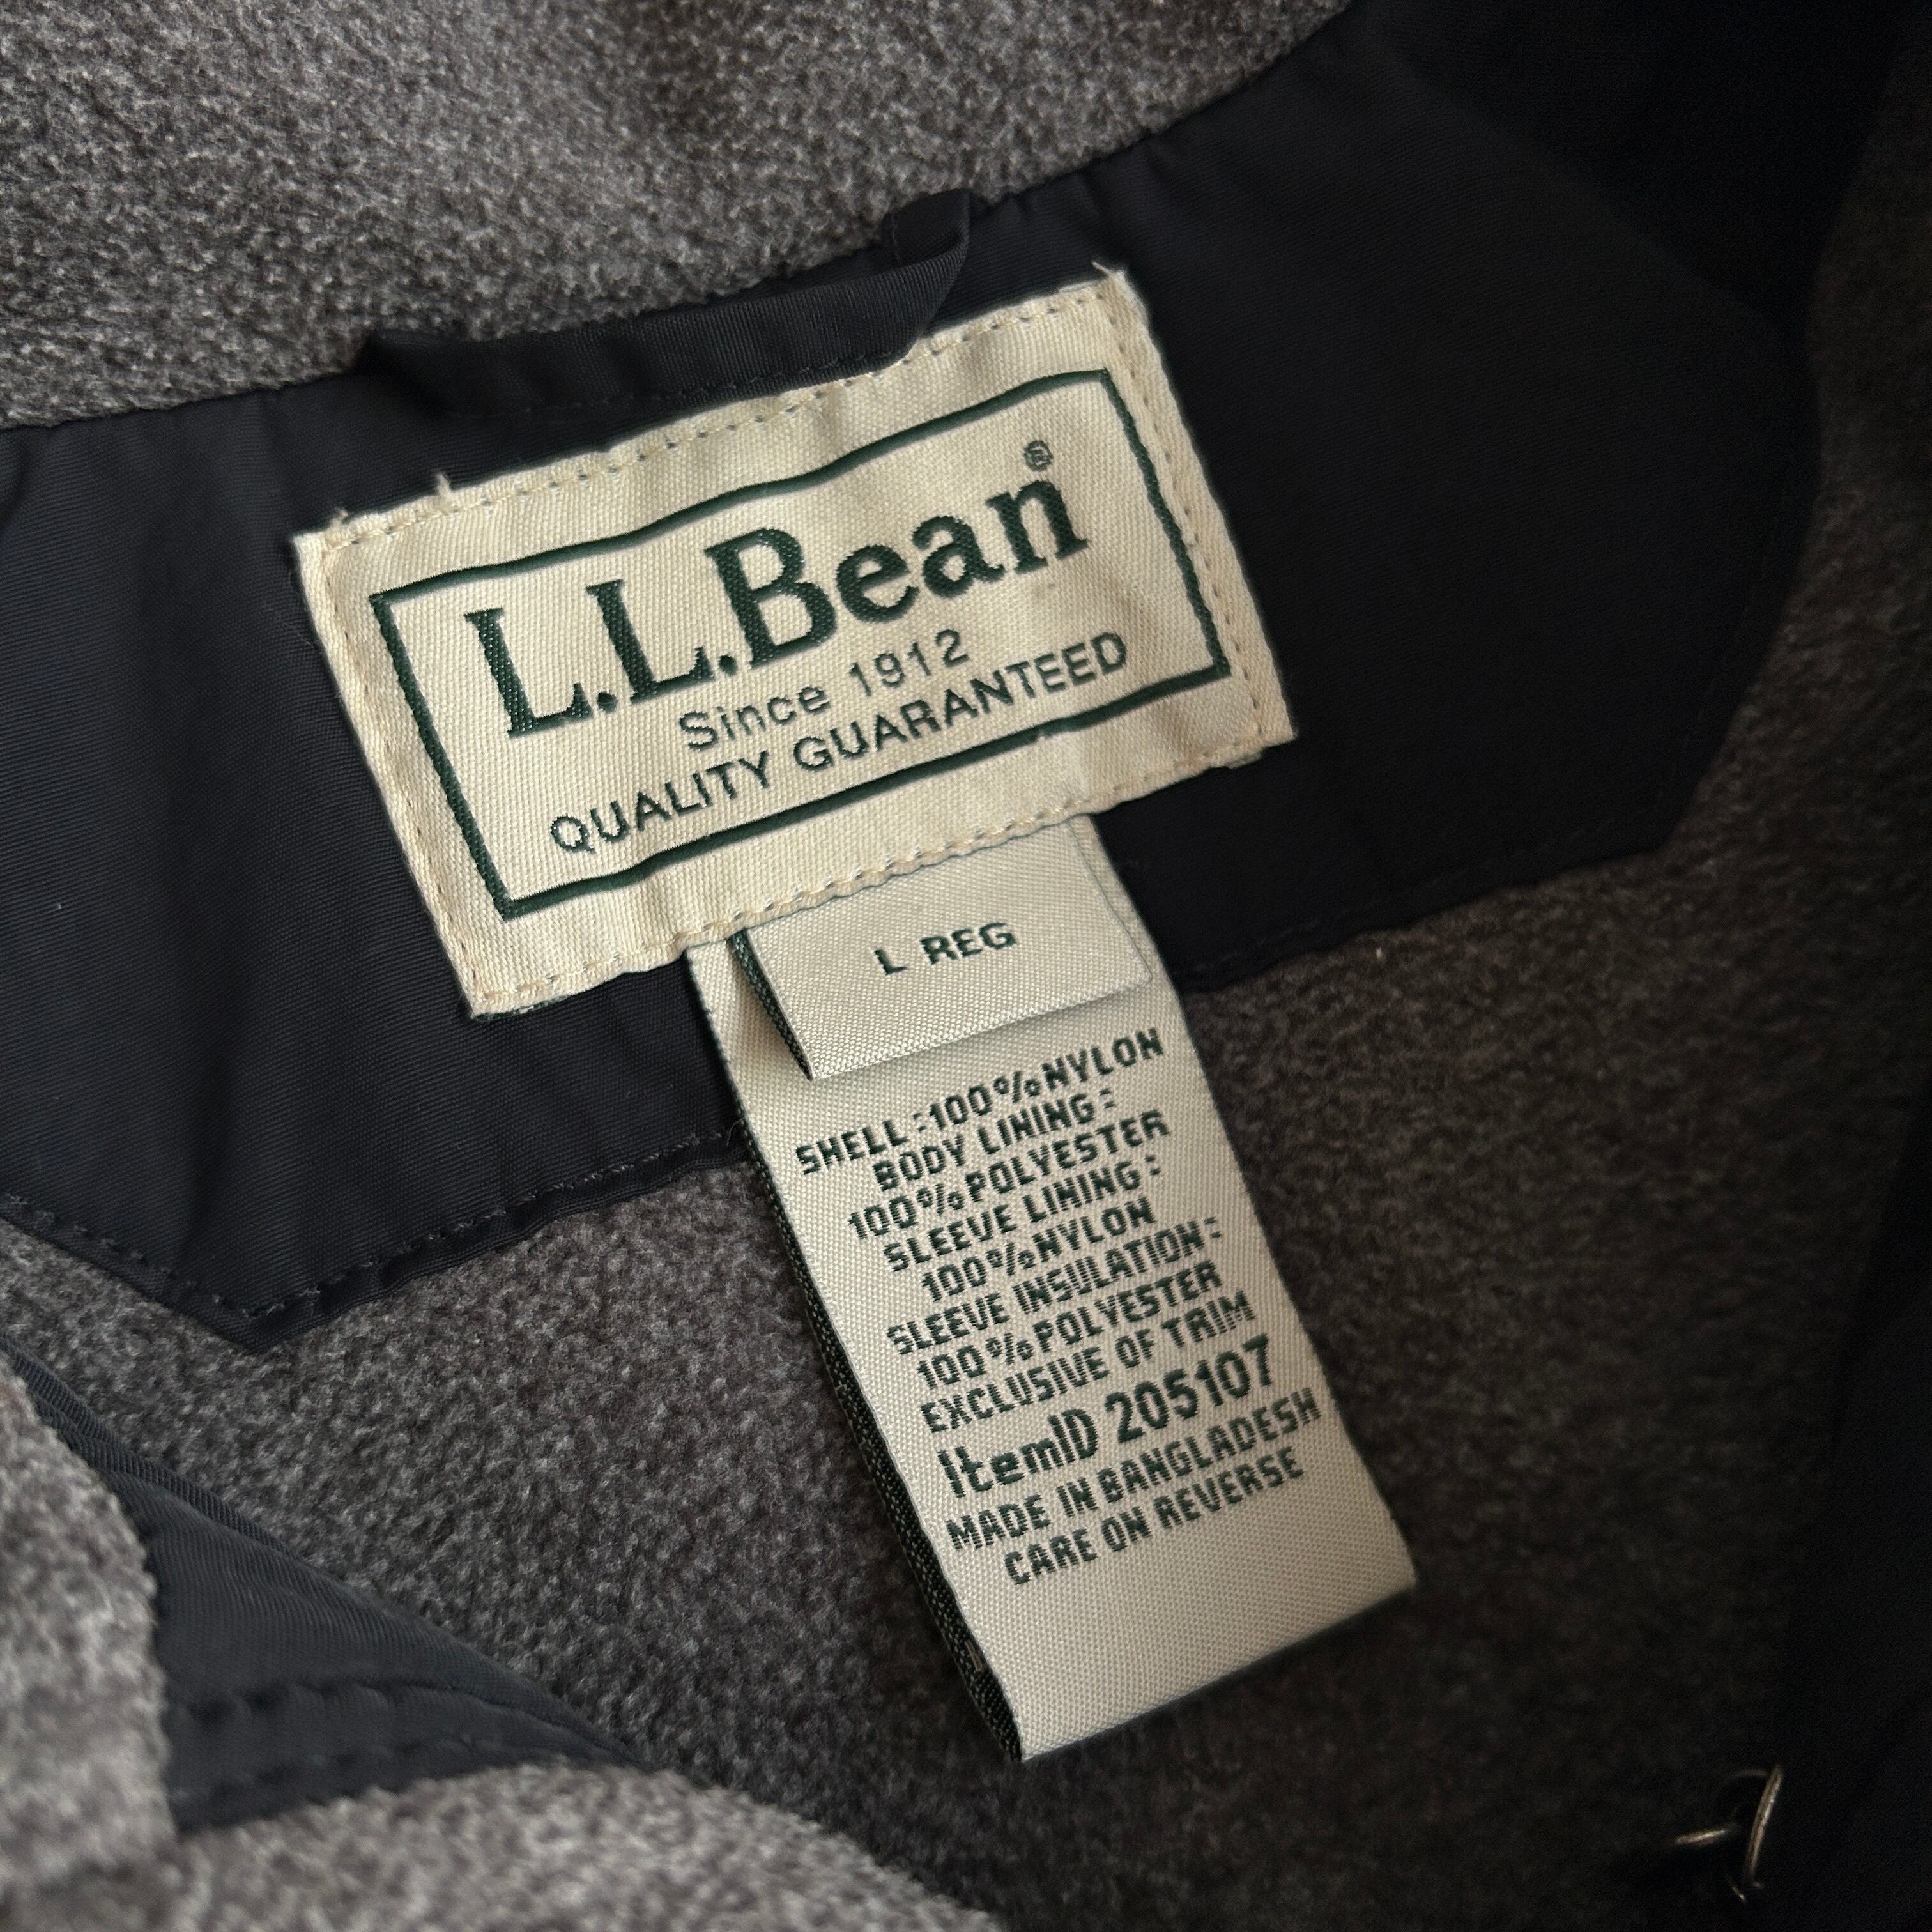 L.L.Bean®
Since 1912
QUALITY GUARANTEED
L REG
SHELL:100%NYLON
BODY LINING:
100%POLYESTER
SLEEVE LINING:
100%NYLON
SLEEVE INSULATION:
100%POLYESTER
EXCLUSIVE OF TRIM
ItemID 205107
MADE IN BANGLADESH
CARE ON REVERSE